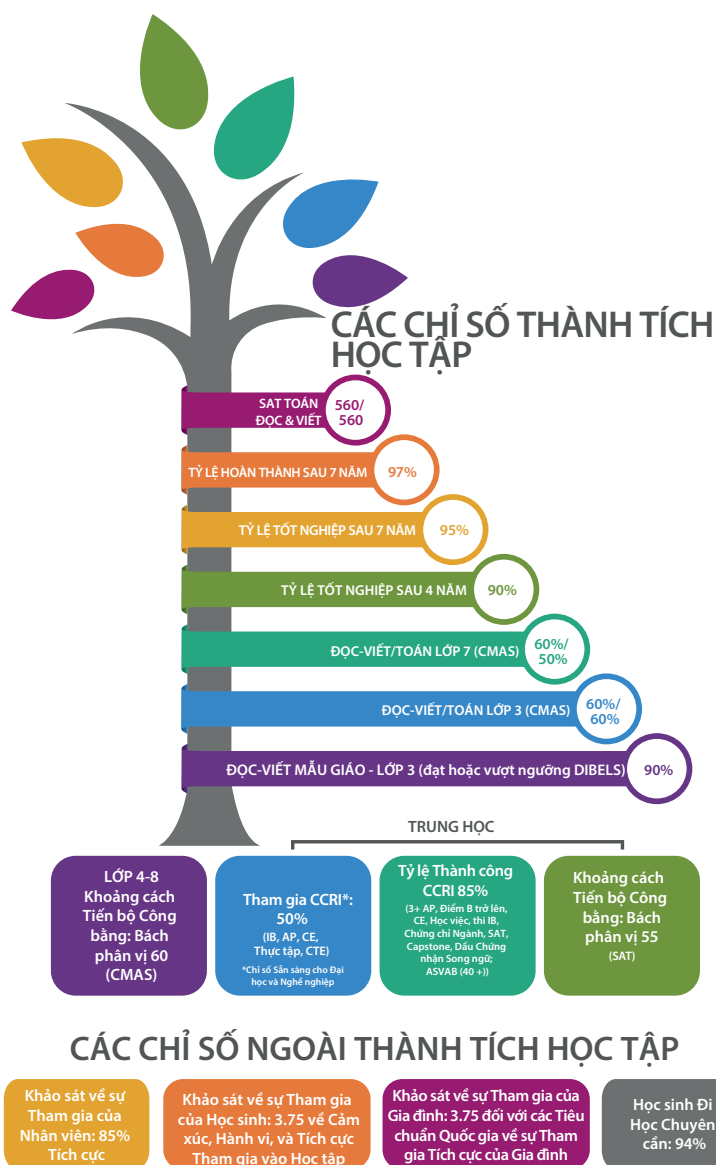 CÁC CHỈ SỐ THÀNH TÍCH
HỌC TẬP
SAT TOÁN
ĐỌC & VIẾT
560/
560
TỶ LỆ HOÀN THÀNH SAU 7 NĂM
97%
TỶ LỆ TỐT NGHIỆP SAU 7 NĂM
95%
TỶ LỆ TỐT NGHIỆP SAU 4 NĂM
90%
ĐỌC-VIẾT/TOÁN LỚP 7 (CMAS)
60%/
50%
ĐỌC-VIẾT/TOÁN LỚP 3 (CMAS)
60%/
60%
ĐỌC-VIẾT MẪU GIÁO - LỚP 3 (đạt hoặc vượt ngưỡng DIBELS)
90%
TRUNG HỌC
LỚP 4-8
Khoảng cách
Tiến bộ Công
bằng: Bách
phân vị 60
(CMAS)
Tham gia CCRI*:
50%
(IB, AP, CE,
Thực tập, CTE)
*Chỉ số Sẵn sàng cho Đại
học và Nghề nghiệp
Tỷ lệ Thành công
CCRI 85%
(3+ AP, Điểm B trở lên,
CE, Học việc, thi IB,
Chứng chỉ Ngành, SAT,
Capstone, Dấu Chứng
nhận Song ngữ;
ASVAB (40 +))
Khoảng cách
Tiến bộ Công
bằng: Bách
phân vị 55
(SAT)
CÁC CHỈ SỐ NGOÀI THÀNH TÍCH HỌC TẬP
Khảo sát về sự
Tham gia của
Nhân viên: 85%
Tích cực
Khảo sát về sự Tham gia
của Học sinh: 3.75 về Cảm
xúc, Hành vi, và Tích cực
Tham gia vào Học tập
Khảo sát về sự Tham gia của
Gia đình: 3.75 đối với các Tiêu
chuẩn Quốc gia về sự Tham
gia Tích cực của Gia đình
Học sinh Đi
Học Chuyên
cần: 94%